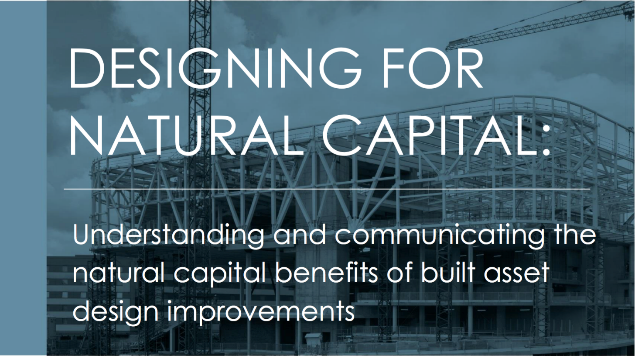 DESIGNING FOR
NATURAL CAPITAL:
Understanding and communicating the
natural capital benefits of built asset
design improvements